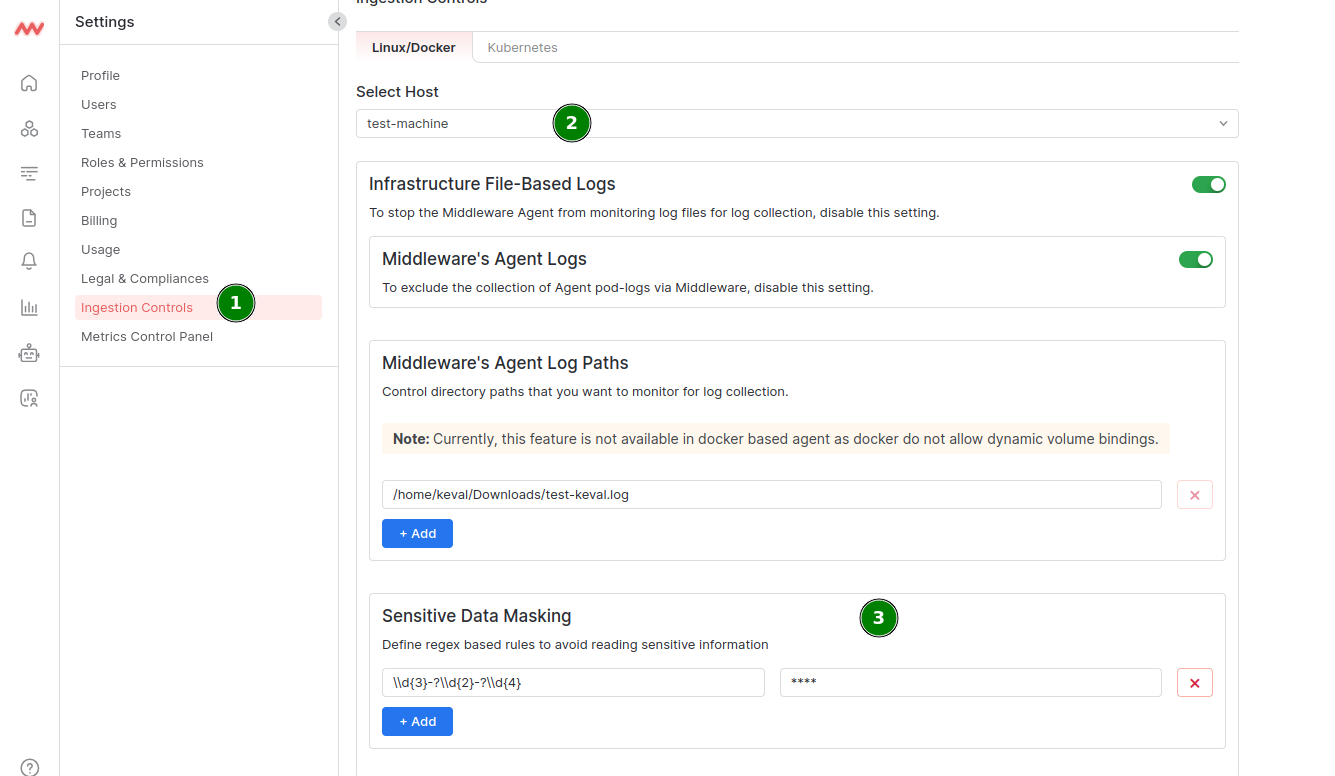 Settings
Profile
Users
Teams
Roles & Permissions
Projects
Billing
Usage
Legal & Compliances
Ingestion Controls
1
Metrics Control Panel
Ingestion Controls
Linux/Docker
Kubernetes
Select Host
test-machine
2
Infrastructure File-Based Logs
To stop the Middleware Agent from monitoring log files for log collection, disable this setting.
Middleware's Agent Logs
To exclude the collection of Agent pod-logs via Middleware, disable this setting.
Middleware's Agent Log Paths
Control directory paths that you want to monitor for log collection.
Note: Currently, this feature is not available in docker based agent as docker do not allow dynamic volume bindings.
/home/keval/Downloads/test-keval.log
+ Add
Sensitive Data Masking
3
Define regex based rules to avoid reading sensitive information
\\d{3}-?\\d{2}-?\\d{4}
****
+ Add